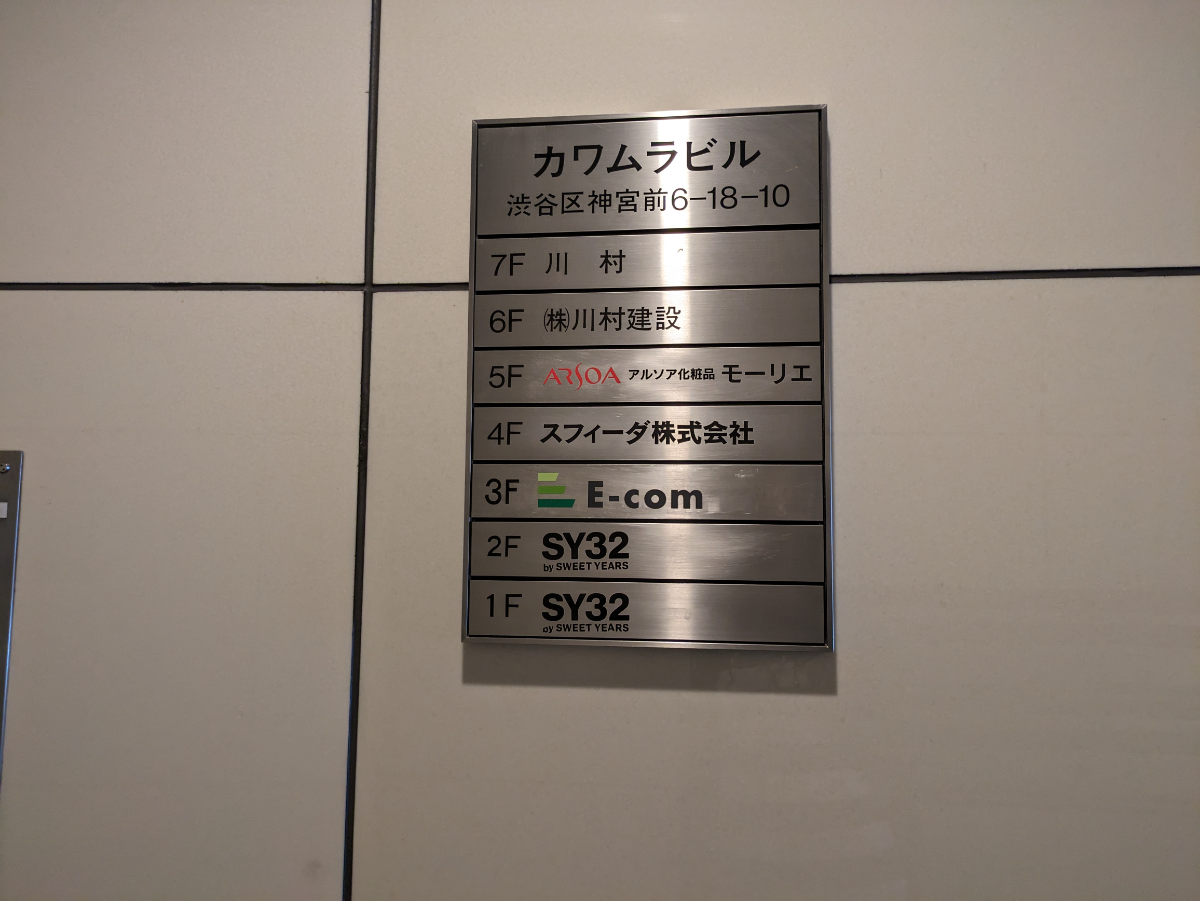 カワムラビル
渋谷区神宮前6-18-10
7F 川 村
6F ㈱川村建設
5F ARSOA アルソア化粧品 モーリエ
4F スフィーダ株式会社
3F E-com
2F SY32
by SWEET YEARS
1F SY32
by SWEET YEARS